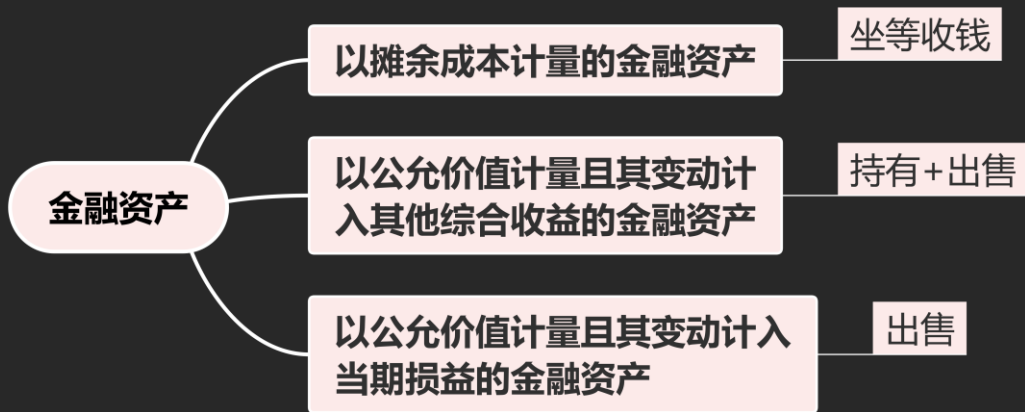 金融资产
以摊余成本计量的金融资产
坐等收钱
以公允价值计量且其变动计
入其他综合收益的金融资产
持有+出售
以公允价值计量且其变动计入
当期损益的金融资产
出售